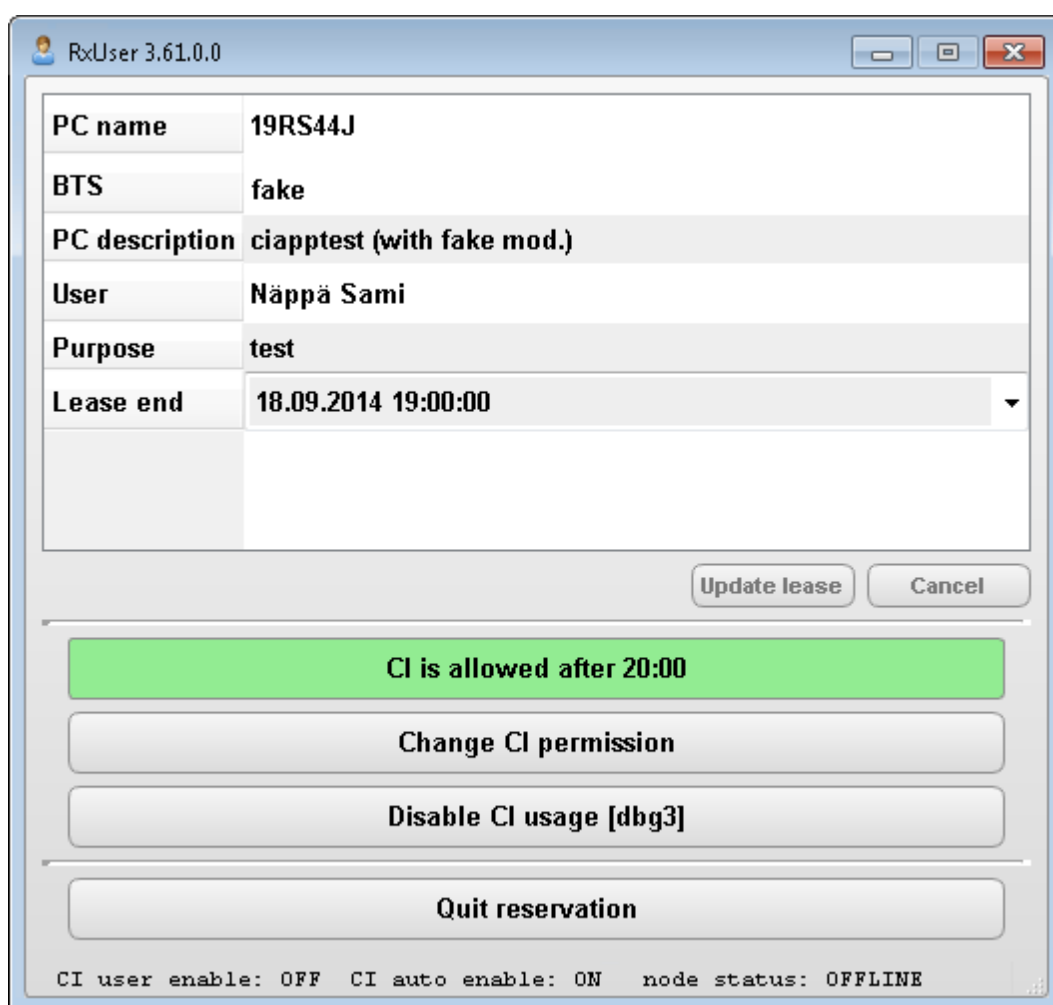 RxUser 3.61.0.0
PC name 19RS44J
BTS fake
PC description ciapptest (with fake mod.)
User Näppä Sami
Purpose test
Lease end 18.09.2014 19:00:00
Update lease Cancel
CI is allowed after 20:00
Change CI permission
Disable CI usage [dbg3]
Quit reservation
CI user enable: OFF CI auto enable: ON node status: OFFLINE